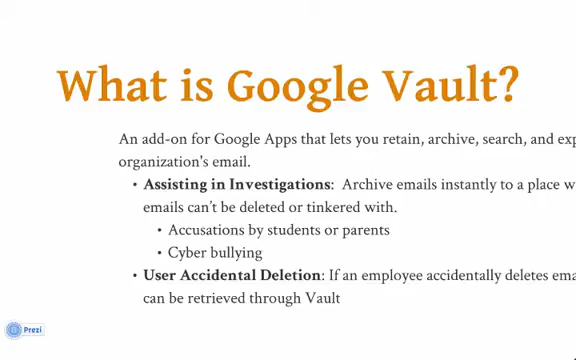 What is Google Vault?
An add-on for Google Apps that lets you retain, archive, search, and
organization's email.
• Assisting in Investigations: Archive emails instantly to a place
emails can’t be deleted or tinkered with.
• Accusations by students or parents
• Cyber bullying
• User Accidental Deletion: If an employee accidentally deletes
can be retrieved through Vault
Prezi